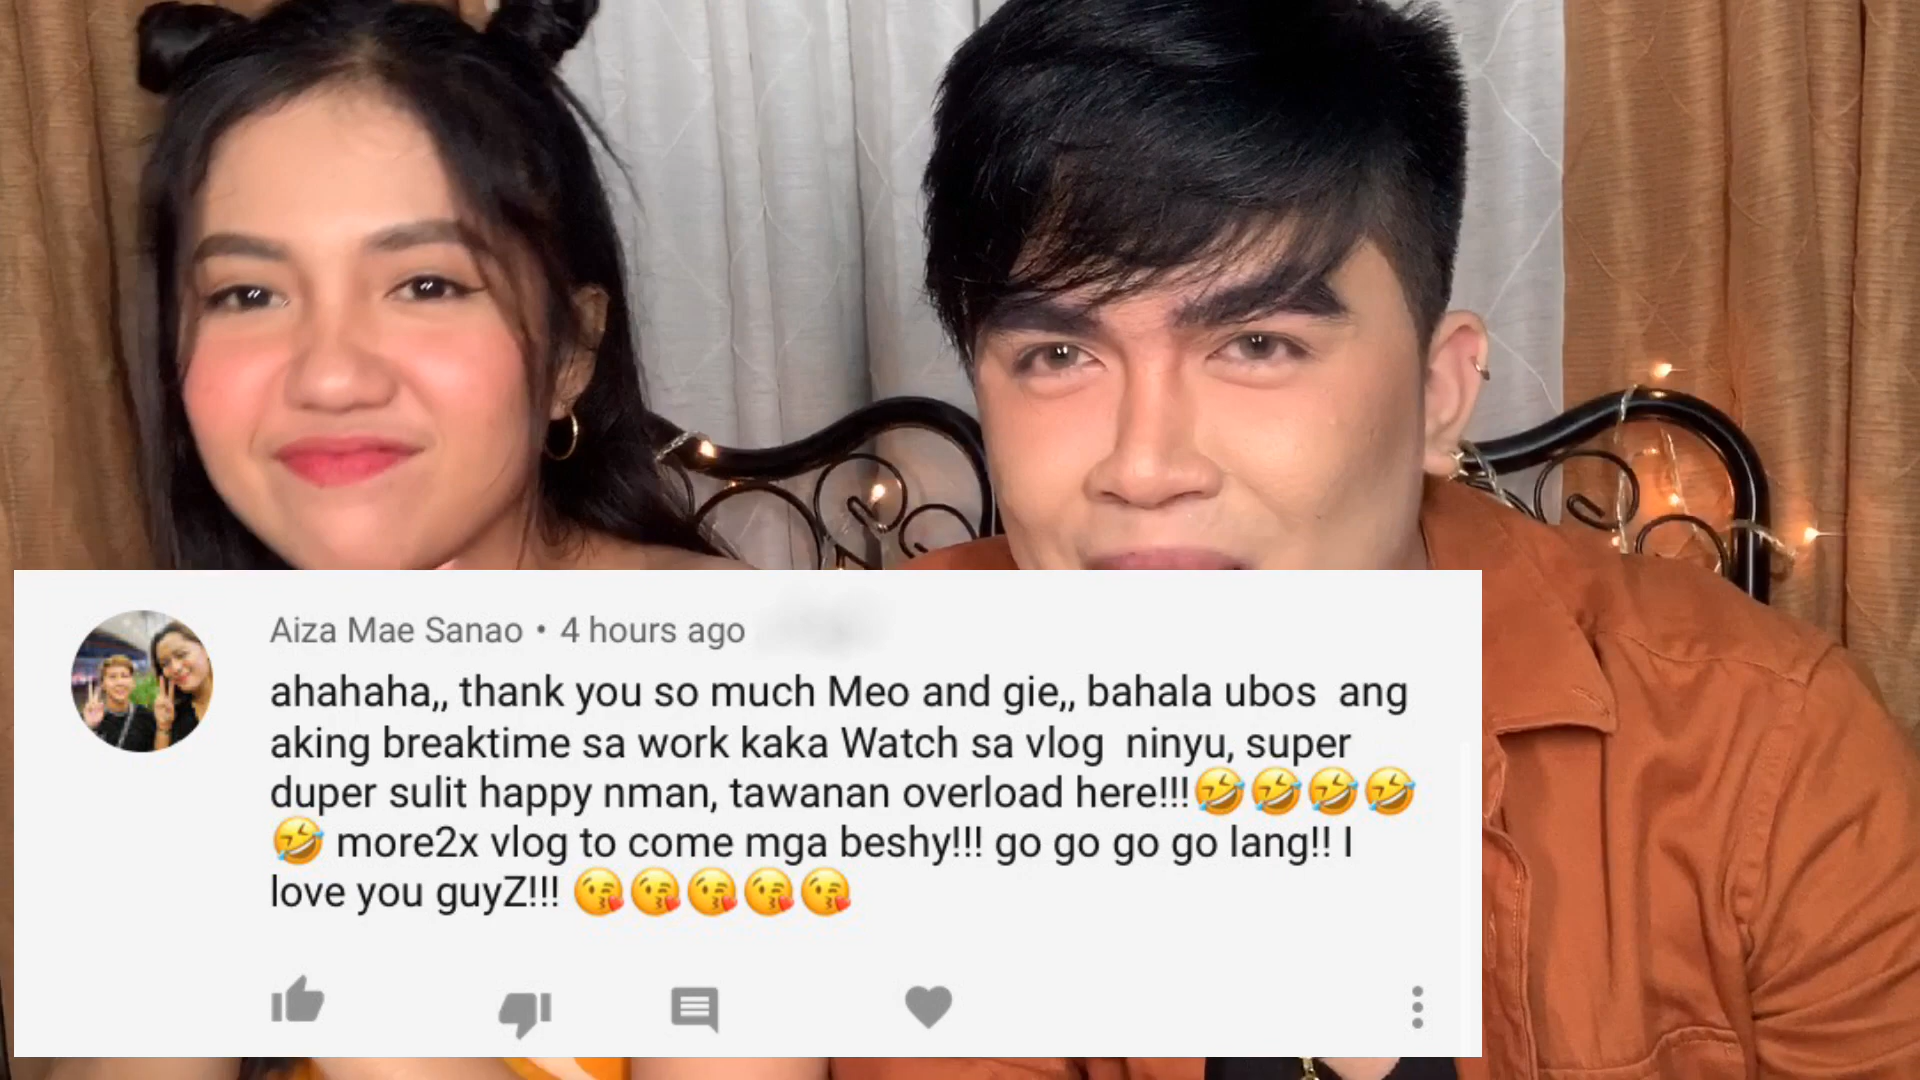 Aiza Mae Sanao • 4 hours ago
ahahaha,, thank you so much Meo and gie,, bahala ubos ang
aking breaktime sa work kaka Watch sa vlog ninyu, super
duper sulit happy nman, tawanan overload here!!!🤣🤣🤣🤣
🤣 more2x vlog to come mga beshy!!! go go go go lang!! I
love you guyZ!!! 😘😘😘😘😘